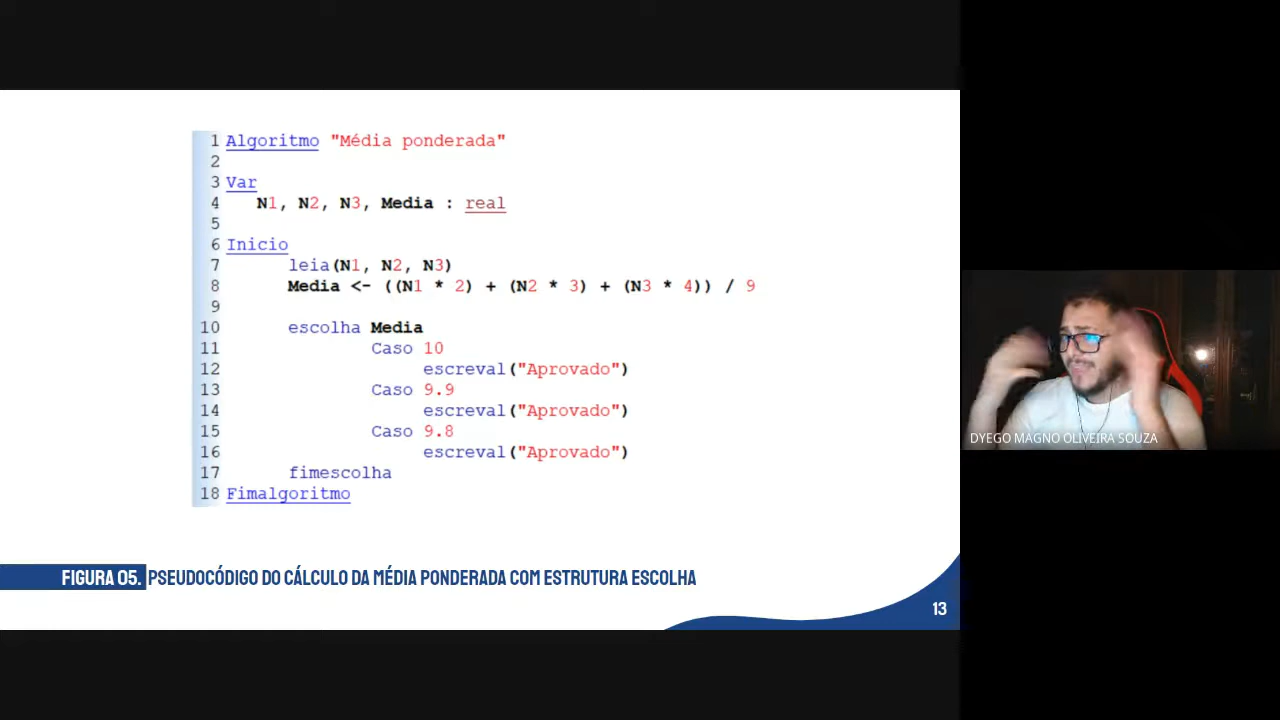 1 Algoritmo "Média ponderada"
2
3 Var
4 N1, N2, N3, Media : real
5
6 Inicio
7 leia(N1, N2, N3)
8 Media <- ((N1 * 2) + (N2 * 3) + (N3 * 4)) / 9
9
10 escolha Media
11 Caso 10
12 escreval("Aprovado")
13 Caso 9.9
14 escreval("Aprovado")
15 Caso 9.8
16 escreval("Aprovado")
17 fimescolha
18 Fimalgoritmo
FIGURA 05. PSEUDOCÓDIGO DO CÁLCULO DA MÉDIA PONDERADA COM ESTRUTURA ESCOLHA
13
DYEGO MAGNO OLIVEIRA SOUZA